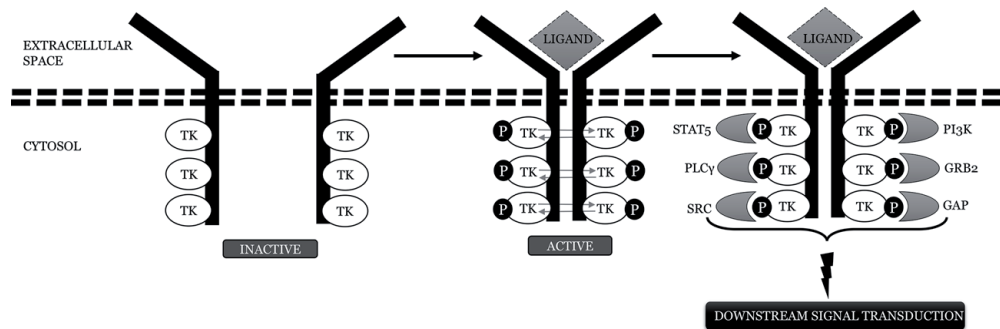 EXTRACELLULAR
SPACE
CYTOSOL
TK
TK
TK
TK
TK
TK
INACTIVE
LIGAND
P TK TK P
P TK TK P
P TK TK P
ACTIVE
LIGAND
STAT5 P TK TK P PI3K
PLCγ P TK TK P GRB2
SRC P TK TK P GAP
DOWNSTREAM SIGNAL TRANSDUCTION